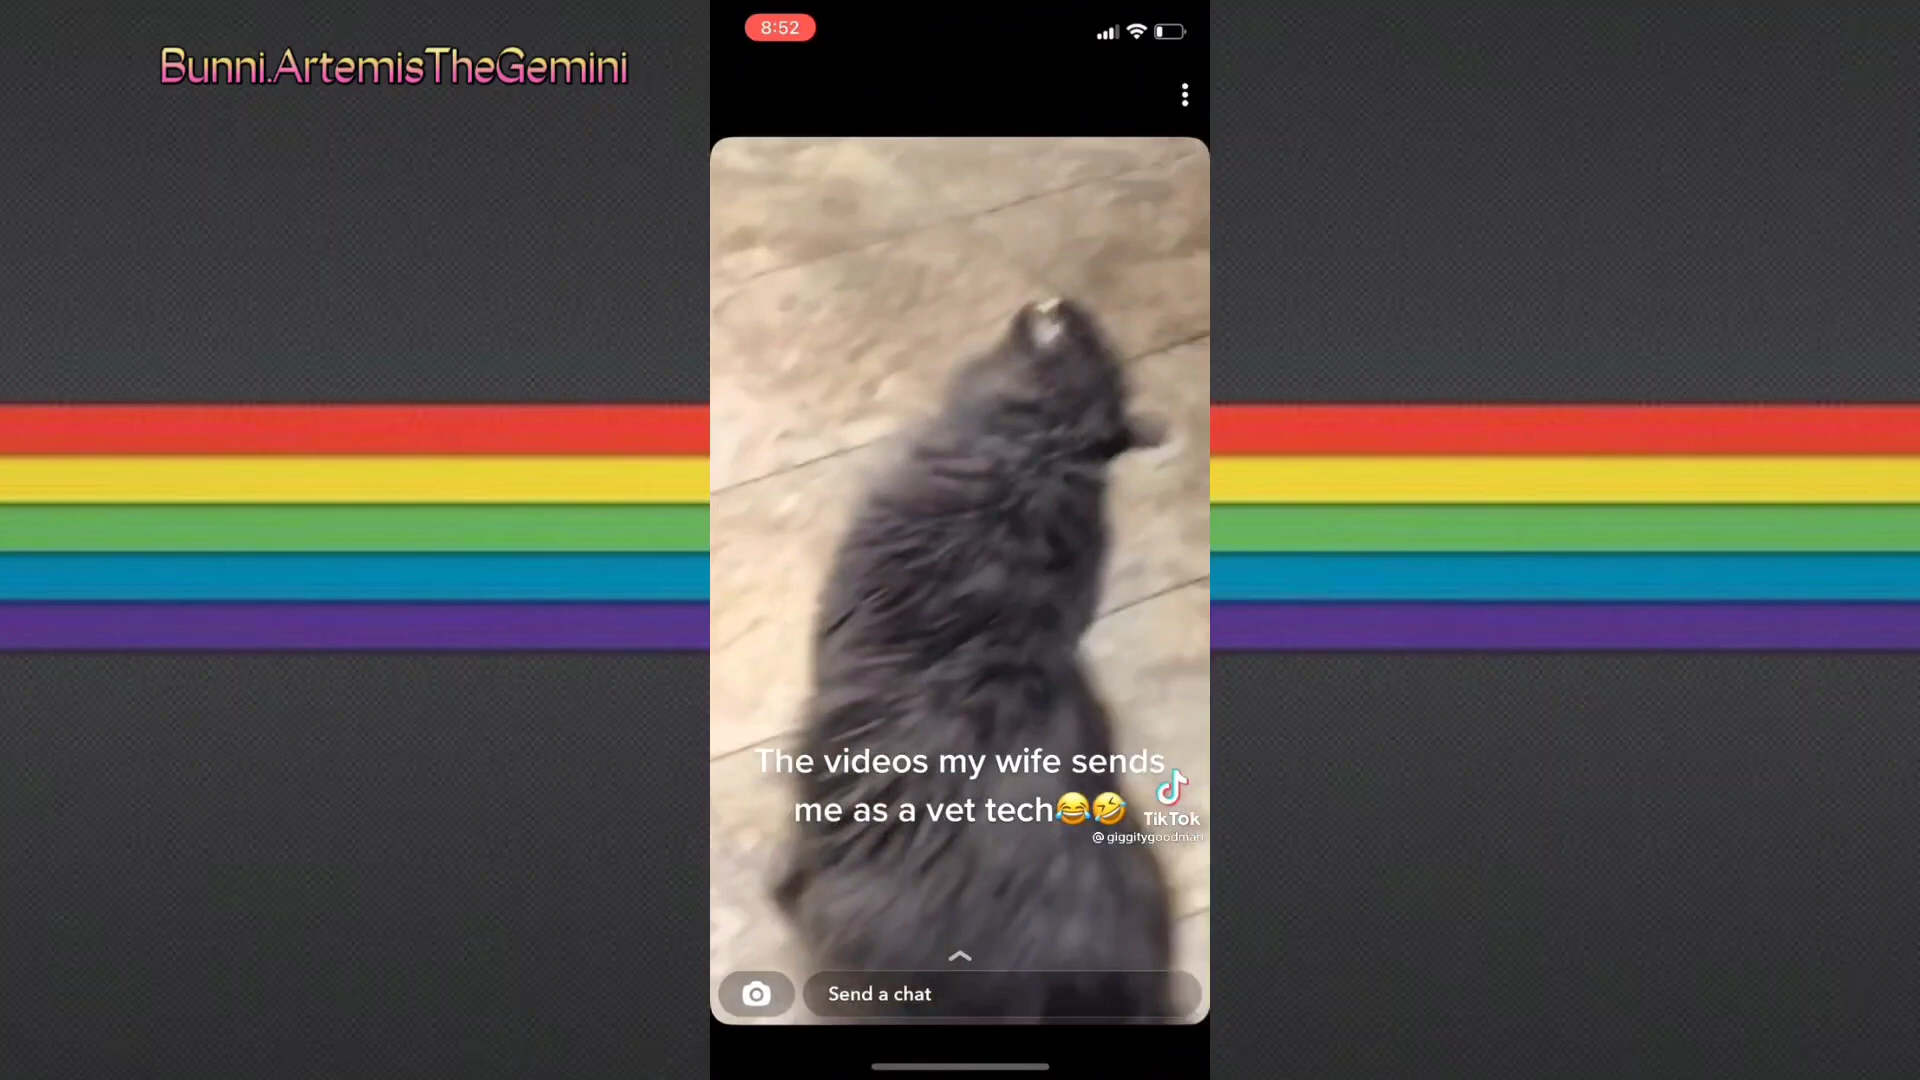 Bunni.ArtemisTheGemini
8:52
The videos my wife sends
me as a vet tech😂🤣
TikTok
@giggitygoodman
Send a chat